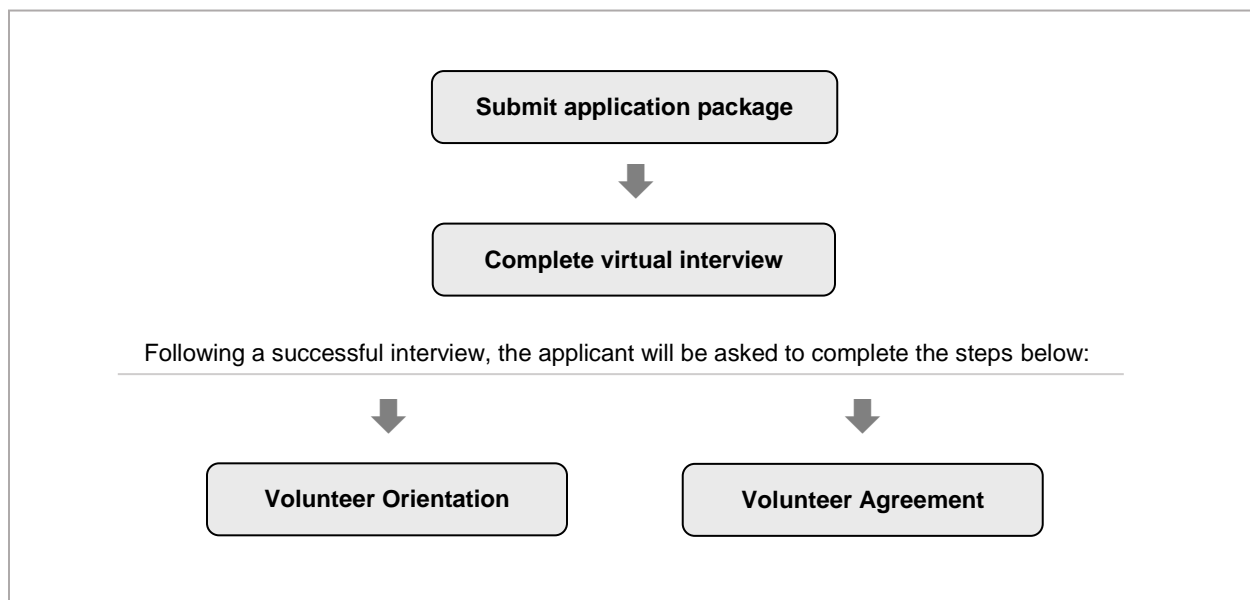 Submit application package
Complete virtual interview
Following a successful interview, the applicant will be asked to complete the steps below:
Volunteer Orientation
Volunteer Agreement